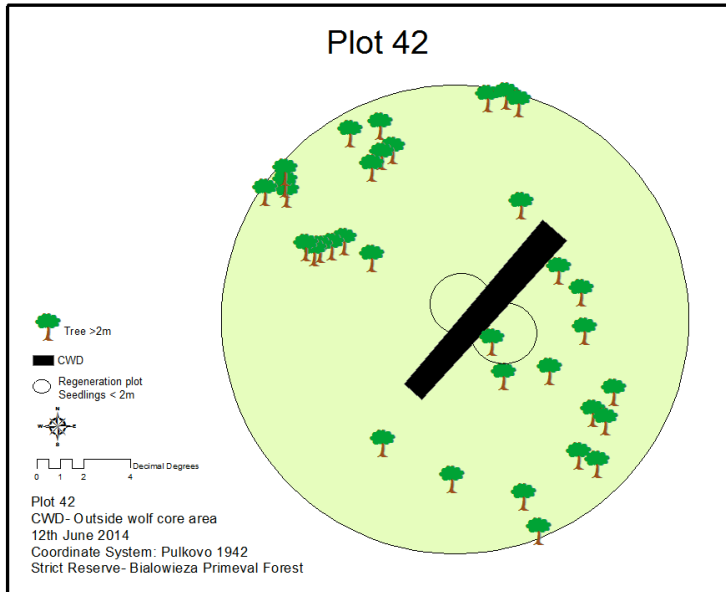 Plot 42
Tree >2m
CWD
Regeneration plot
Seedlings < 2m
N
W E
S
0 1 2 4 Decimal Degrees
Plot 42
CWD- Outside wolf core area
12th June 2014
Coordinate System: Pulkovo 1942
Strict Reserve- Bialowieza Primeval Forest